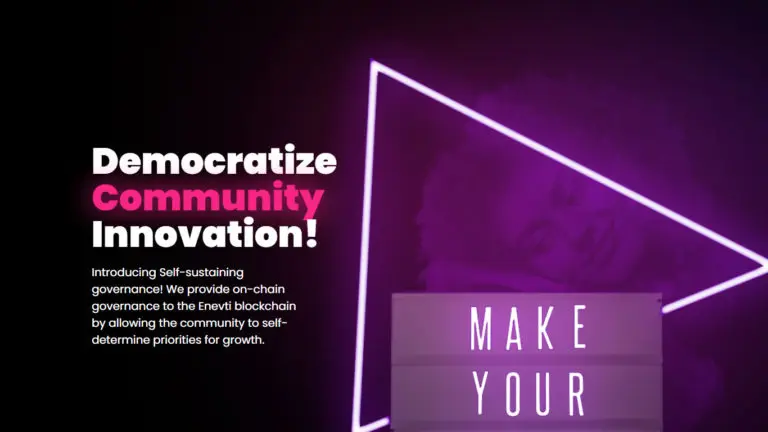 Democratize
Community
Innovation!
Introducing Self-sustaining
governance! We provide on-chain
governance to the Enevti blockchain
by allowing the community to self-
determine priorities for growth.
MAKE
YOUR